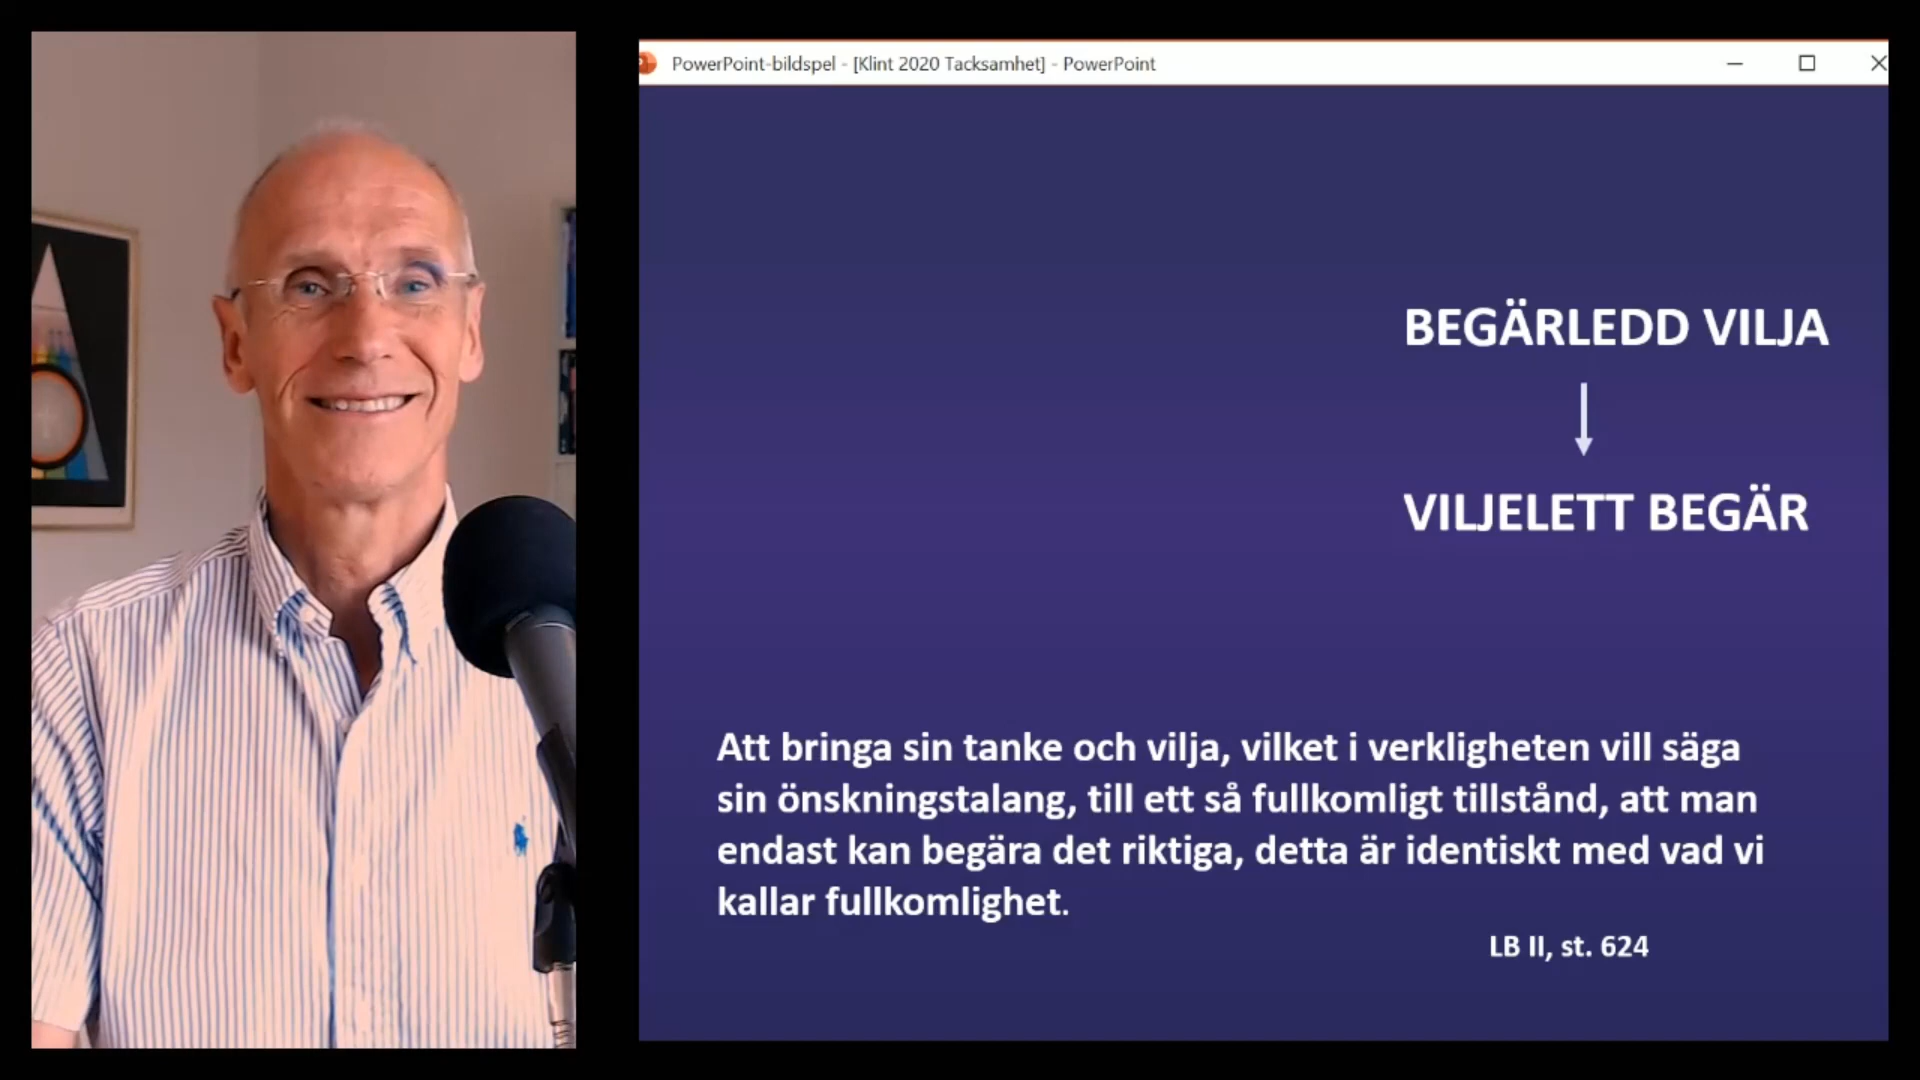 PowerPoint-bildspel - [Klint 2020 Tacksamhet] - PowerPoint
BEGÄRLEDD VILJA
VILJELETT BEGÄR
Att bringa sin tanke och vilja, vilket i verkligheten vill säga
sin önskningstalang, till ett så fullkomligt tillstånd, att man
endast kan begära det riktiga, detta är identiskt med vad vi
kallar fullkomlighet.
LB II, st. 624